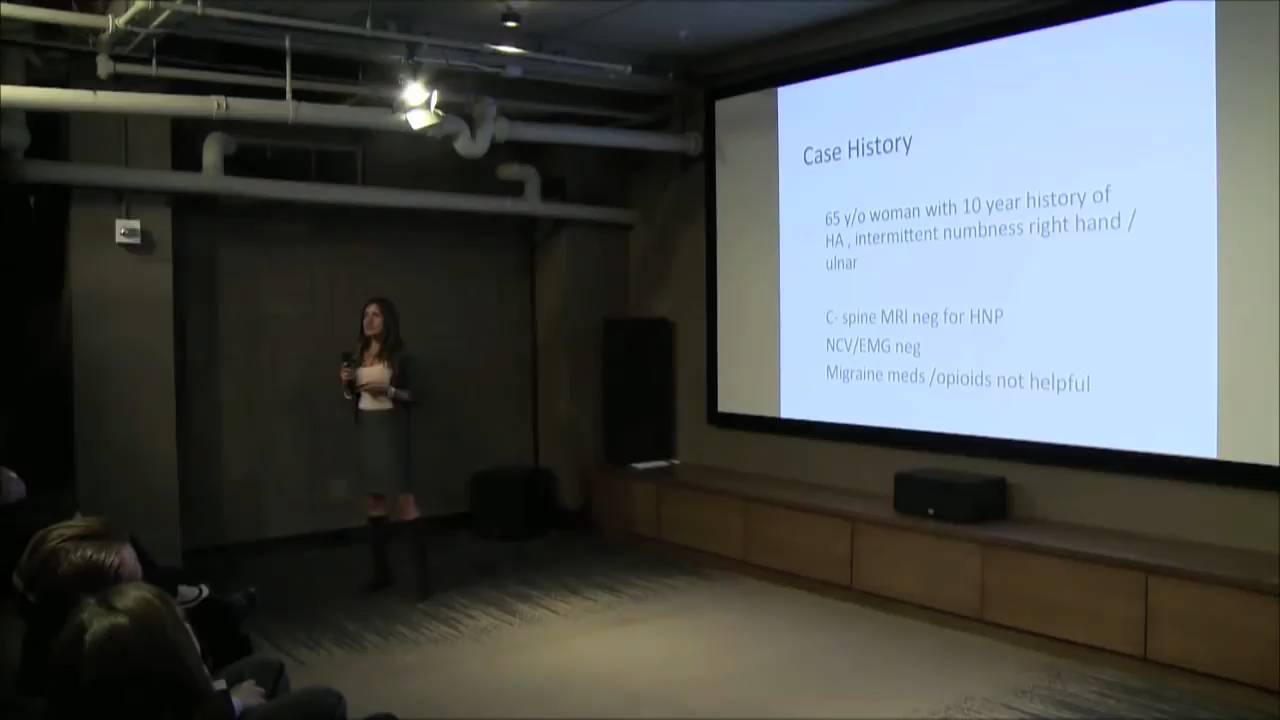 Case History
65 y/o woman with 10 year history of
HA , intermittent numbness right hand /
ulnar
C- spine MRI neg for HNP
NCV/EMG neg
Migraine meds /opioids not helpful